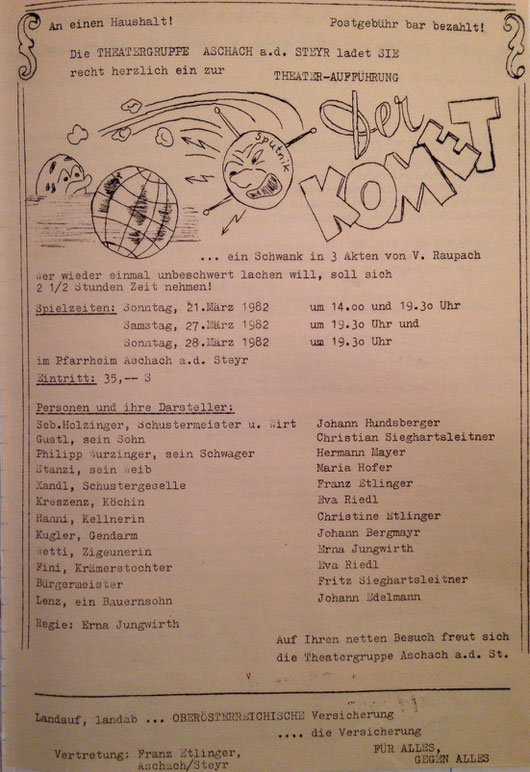 An einen Haushalt! Postgebühr bar bezahlt!
Die THEATERGRUPPE ASCHACH a.d. STEYR ladet SIE
recht herzlich ein zur THEATER-AUFFÜHRUNG
Sputnik
der
KOMET
... ein Schwank in 3 Akten von V. Raupach
Wer wieder einmal unbeschwert lachen will, soll sich
2 1/2 Stunden Zeit nehmen!
Spielzeiten: Sonntag, 21.März 1982 um 14.oo und 19.3o Uhr
Samstag, 27.März 1982 um 19.3o Uhr und
Sonntag, 28.März 1982 um 19.3o Uhr
im Pfarrheim Aschach a.d. Steyr
Eintritt: 35,-- S
Personen und ihre Darsteller:
Seb.Holzinger, Schustermeister u. Wirt Johann Hundsberger
Gustl, sein Sohn Christian Sieghartsleitner
Philipp Wurzinger, sein Schwager Hermann Mayer
Stanzi, sein Weib Maria Hofer
Xandl, Schustergeselle Franz Etlinger
Kreszenz, Köchin Eva Riedl
Hanni, Kellnerin Christine Etlinger
Kugler, Gendarm Johann Bergmayr
Wetti, Zigeunerin Erna Jungwirth
Fini, Krämerstochter Eva Riedl
Bürgermeister Fritz Sieghartsleitner
Lenz, ein Bauernsohn Johann Edelmann
Regie: Erna Jungwirth
Auf Ihren netten Besuch freut sich
die Theatergruppe Aschach a.d. St.
Landauf, landab ... OBERÖSTERREICHISCHE Versicherung
.... die Versicherung
FÜR ALLES,
GEGEN ALLES
Vertretung: Franz Etlinger,
Aschach/Steyr